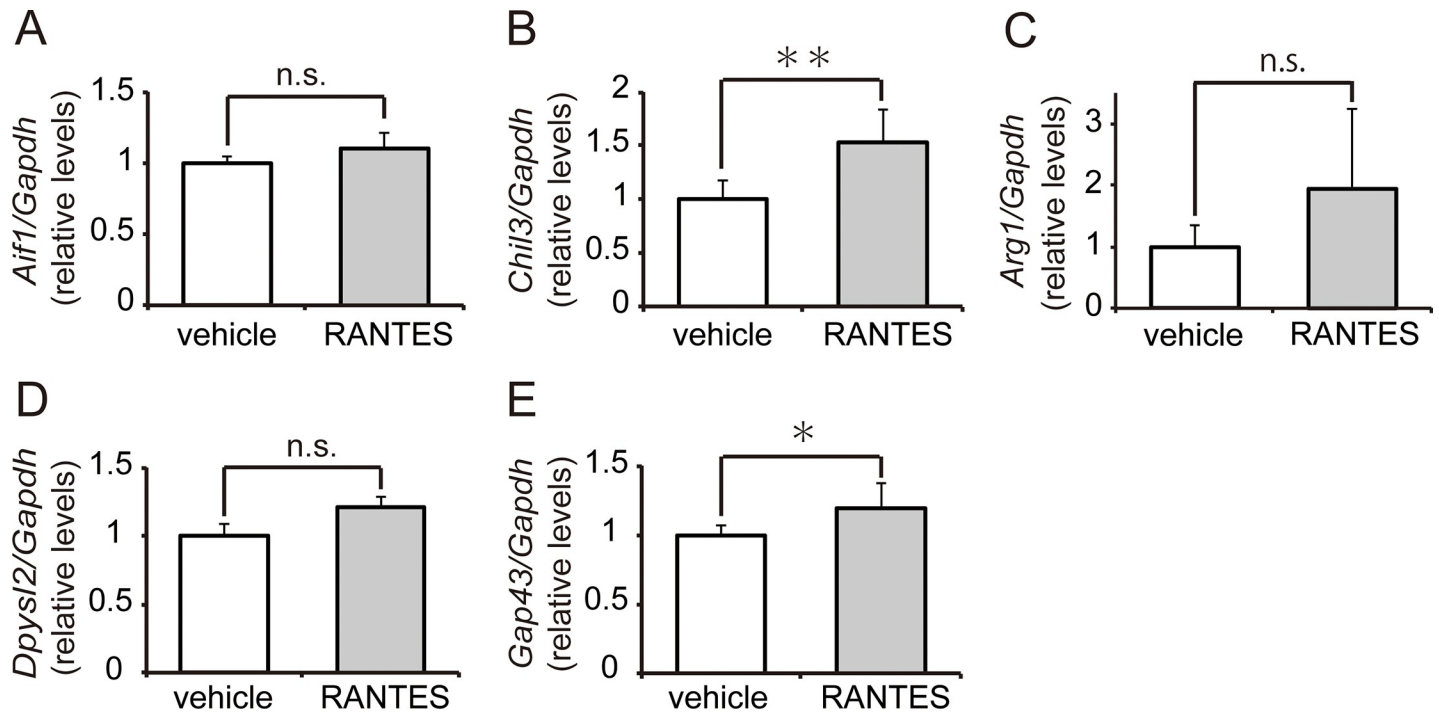 A
Aif1/Gapdh
(relative levels)
1.5
1
0.5
0
n.s.
vehicle
RANTES
B
Chil3/Gapdh
(relative levels)
2
1.5
1
0.5
0
＊＊
vehicle
RANTES
C
Arg1/Gapdh
(relative levels)
3
2
1
0
n.s.
vehicle
RANTES
D
Dpysl2/Gapdh
(relative levels)
1.5
1
0.5
0
n.s.
vehicle
RANTES
E
Gap43/Gapdh
(relative levels)
1.5
1
0.5
0
＊
vehicle
RANTES